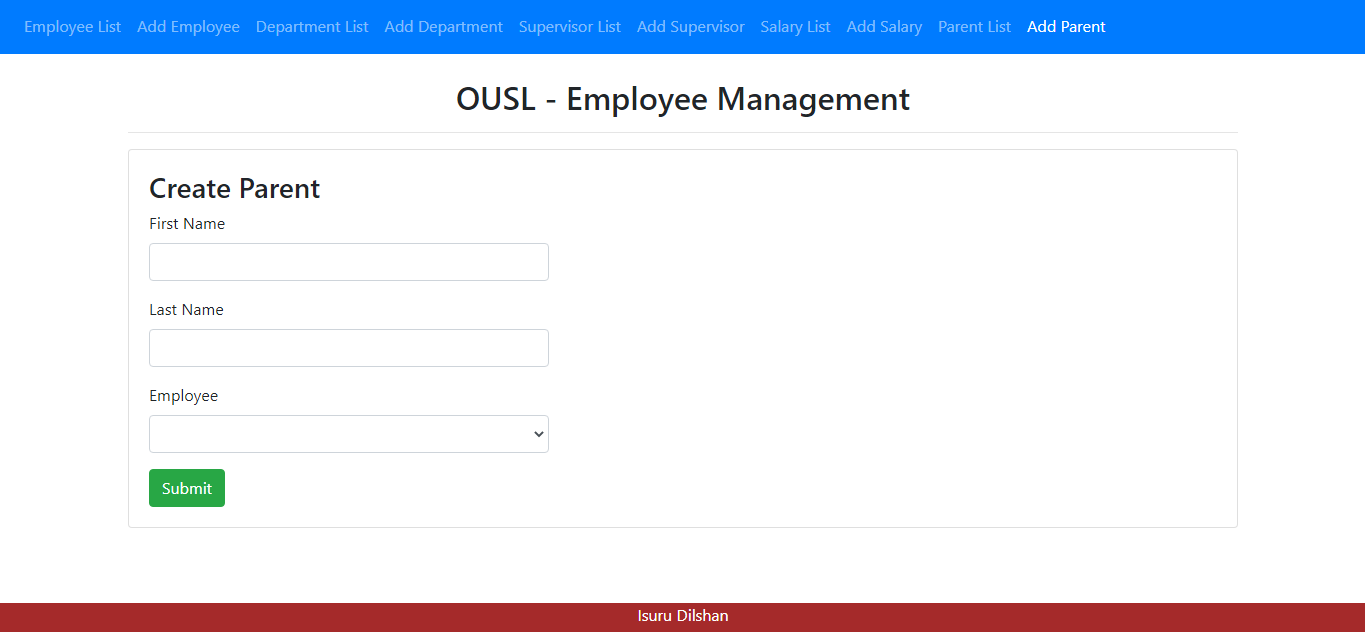 Employee List Add Employee Department List Add Department Supervisor List Add Supervisor Salary List Add Salary Parent List Add Parent
OUSL - Employee Management
Create Parent
First Name
Last Name
Employee
Submit
Isuru Dilshan